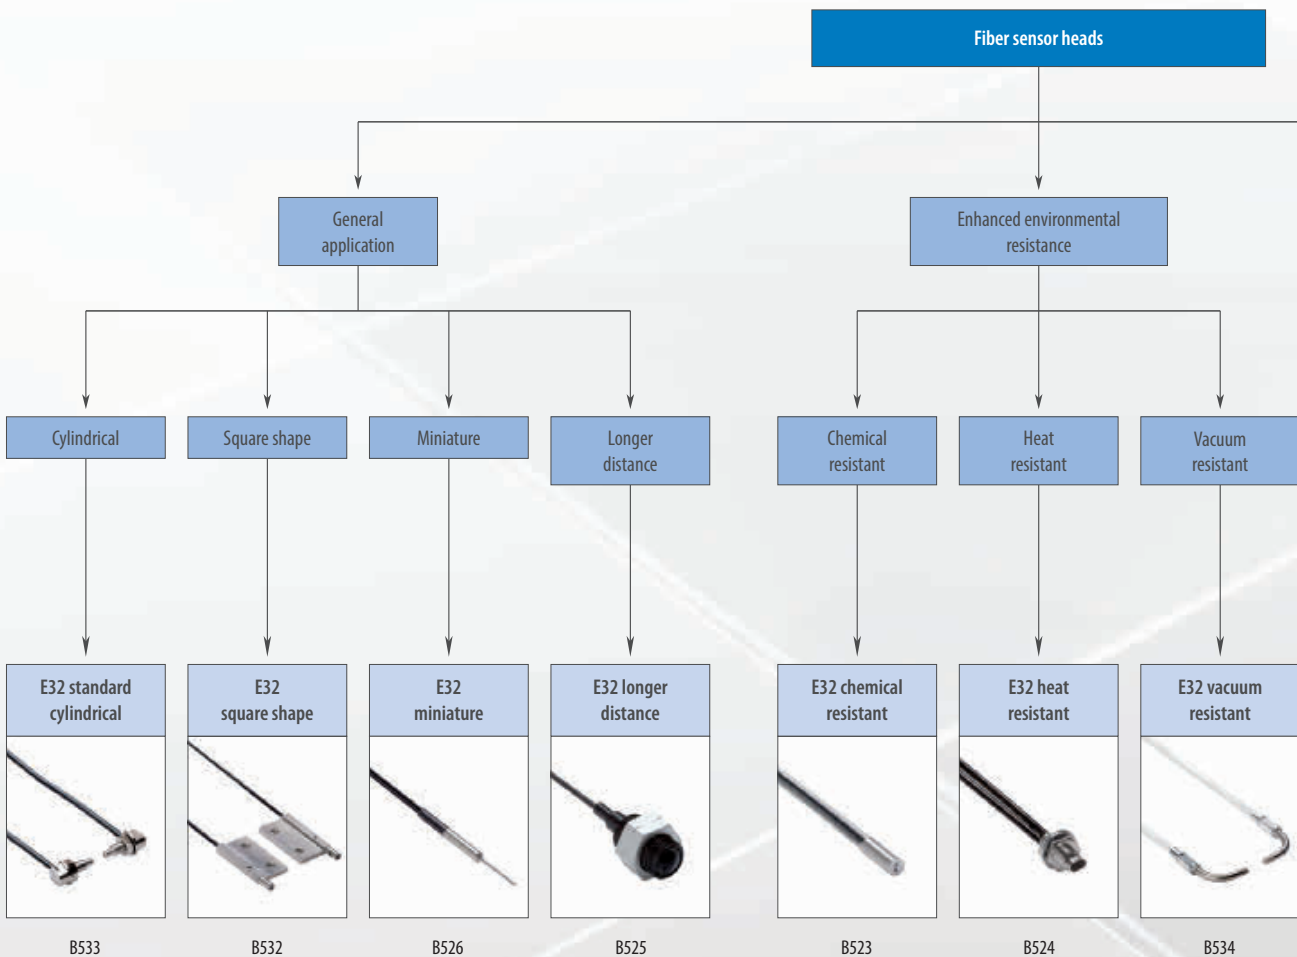 Fiber sensor heads
General
application
Enhanced environmental
resistance
Cylindrical
Square shape
Miniature
Longer
distance
Chemical
resistant
Heat
resistant
Vacuum
resistant
E32 standard
cylindrical
E32
square shape
E32
miniature
E32 longer
distance
E32 chemical
resistant
E32 heat
resistant
E32 vacuum
resistant
B533
B532
B526
B525
B523
B524
B534